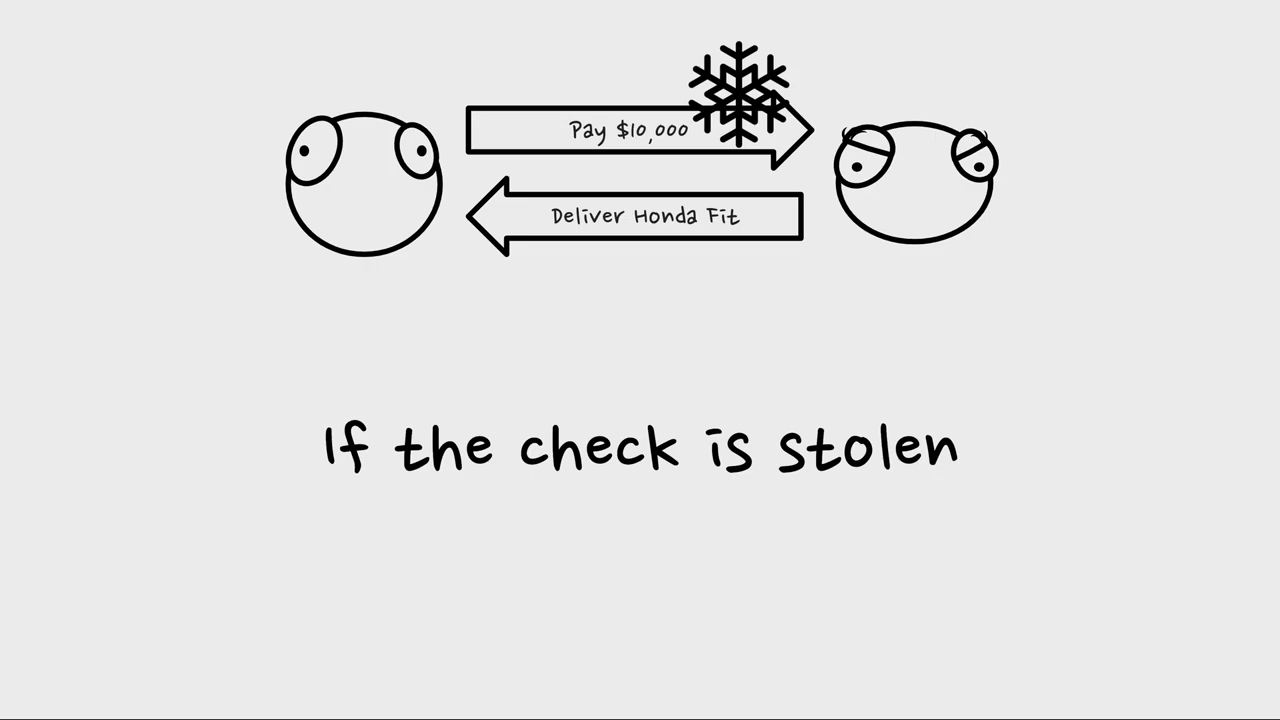 Pay $10,000
Deliver Honda Fit
If the check is stolen